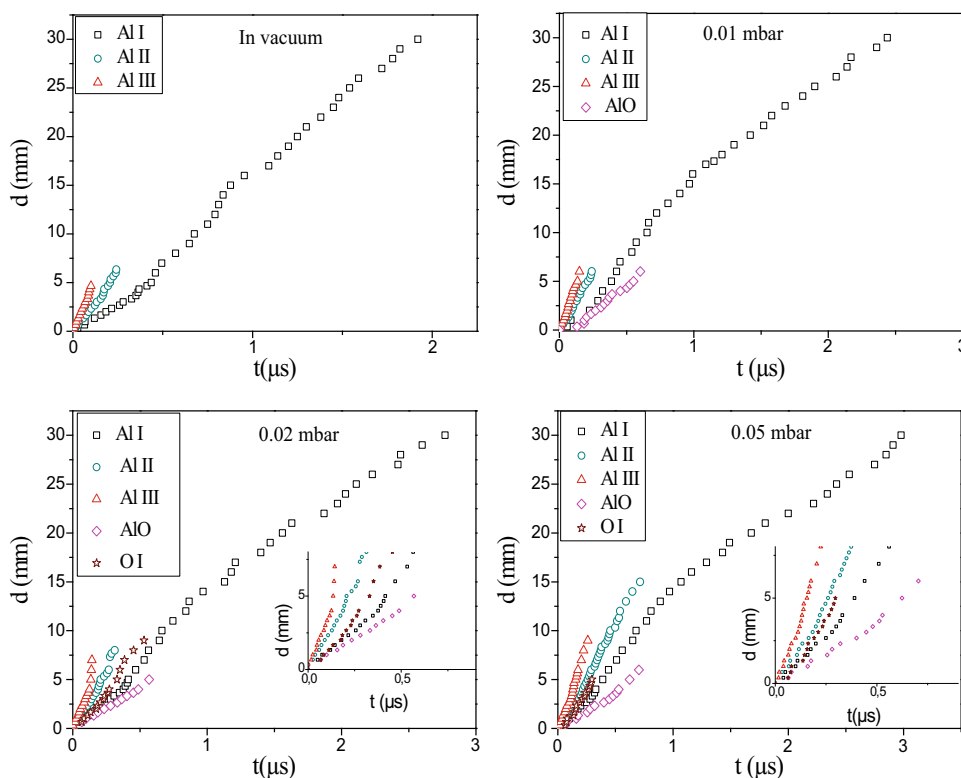 In vacuum
Al I
Al II
Al III
d (mm)
30
25
20
15
10
5
0
0 1 2
t(μs)
0.01 mbar
Al I
Al II
Al III
AlO
d (mm)
30
25
20
15
10
5
0
0 1 2 3
t (μs)
0.02 mbar
Al I
Al II
Al III
AlO
O I
d (mm)
30
25
20
15
10
5
0
0 1 2 3
t(μs)
d (mm)
5
0
0,0 0,5
t (μs)
0.05 mbar
Al I
Al II
Al III
AlO
O I
d (mm)
30
25
20
15
10
5
0
0 1 2 3
t (μs)
d (mm)
5
0
0,0 0,5
t(μs)